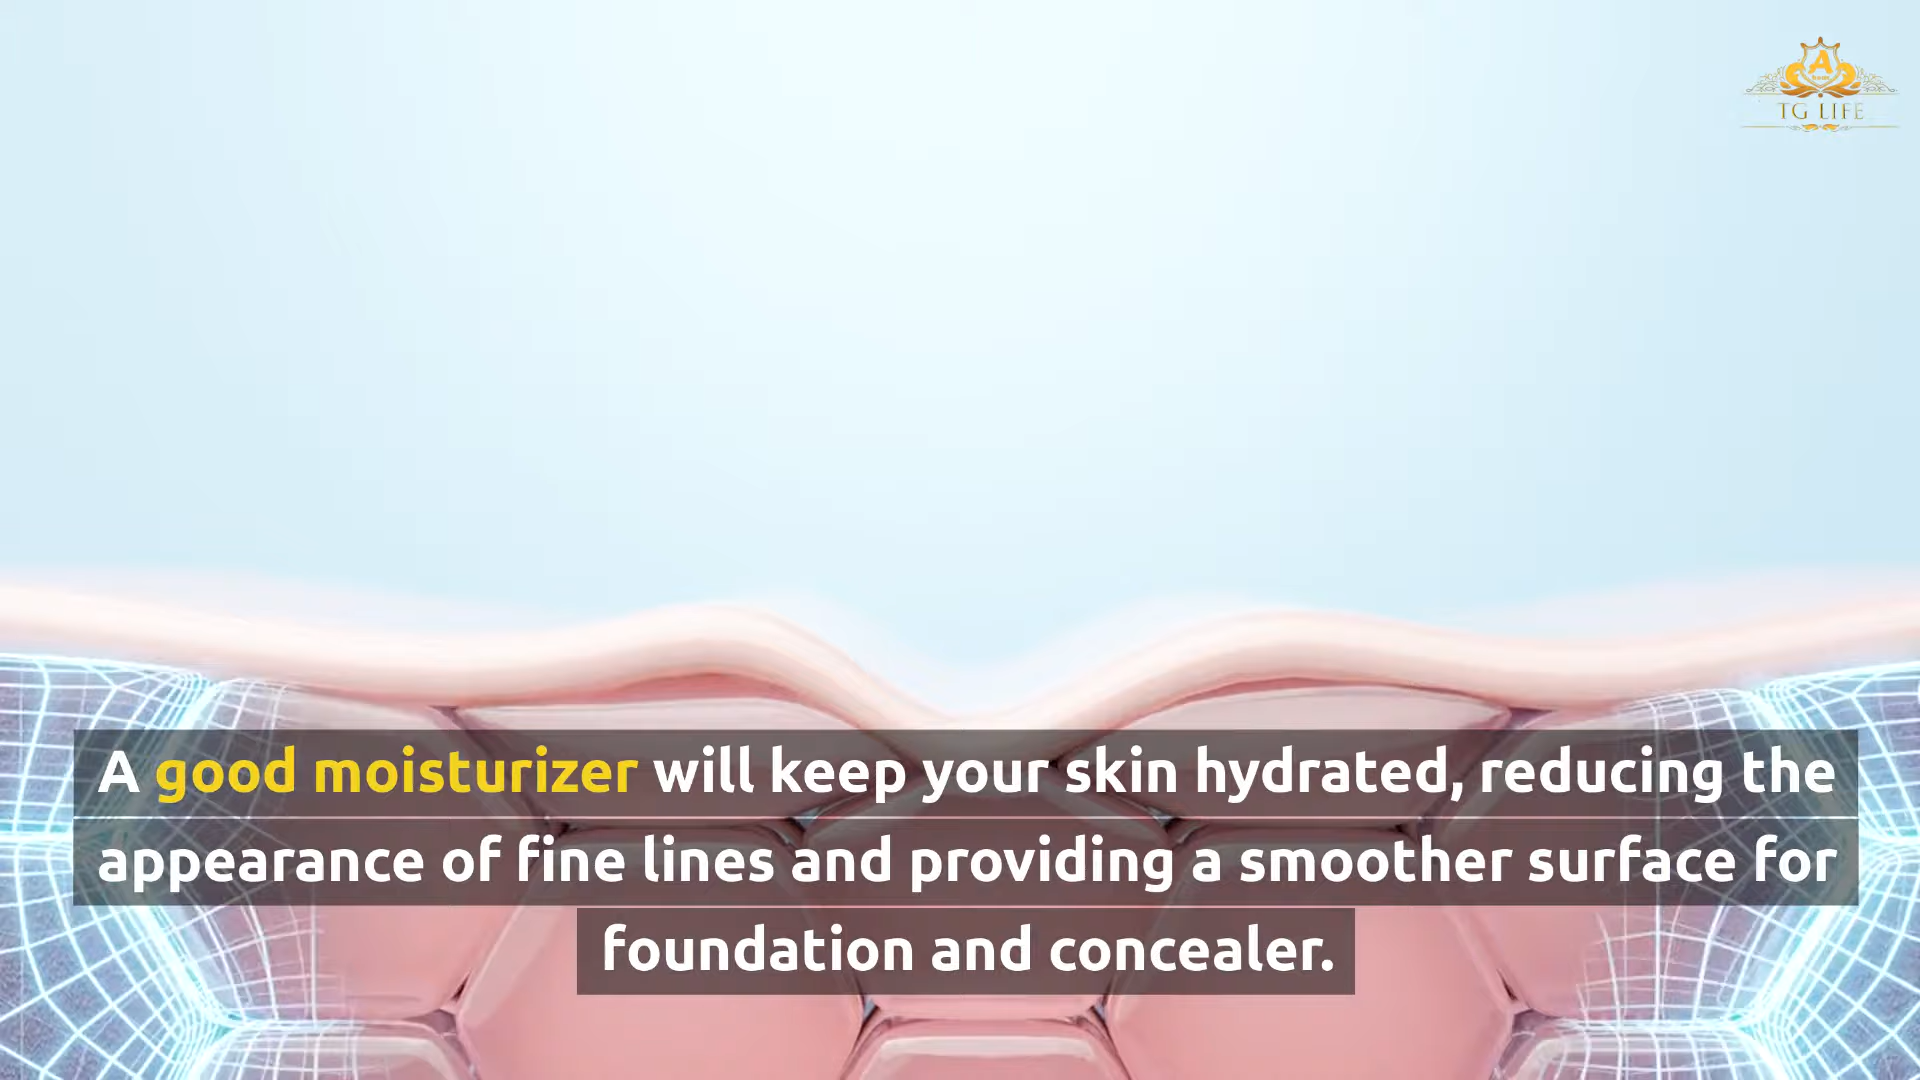 A
TG LIFE
A good moisturizer will keep your skin hydrated, reducing the
appearance of fine lines and providing a smoother surface for
foundation and concealer.